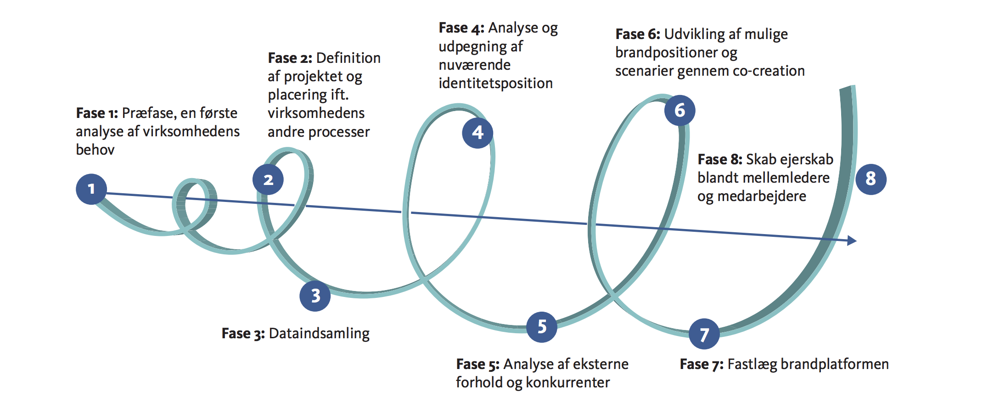 Fase 1: Præfase, en første
analyse af virksomhedens
behov
1
Fase 2: Definition
af projektet og
placering ift.
virksomhedens
andre processer
2
3
Fase 3: Dataindsamling
Fase 4: Analyse og
udpegning af
nuværende
identitetsposition
4
5
Fase 5: Analyse af eksterne
forhold og konkurrenter
Fase 6: Udvikling af mulige
brandpositioner og
scenarier gennem co-creation
6
7
Fase 7: Fastlæg brandplatformen
Fase 8: Skab ejerskab
blandt mellemledere
og medarbejdere
8